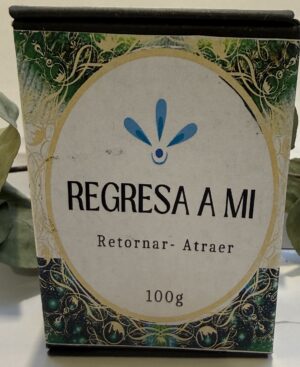 REGRESA A MI
Retornar- Atraer
100g